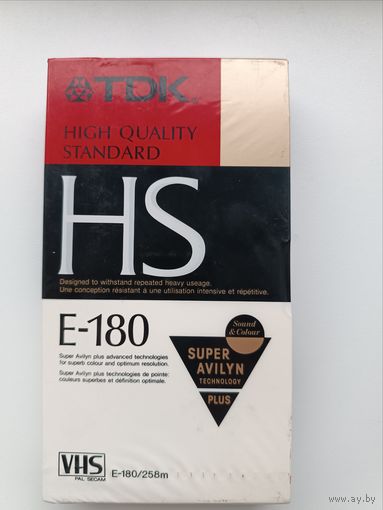 TDK
HIGH QUALITY
STANDARD
HS
Designed to withstand repeated heavy useage.
Une conception résistant à une utilisation intensive et répétitive.
E-180
Super Avilyn plus advanced technologies
for superb colour and optimum resolution.
Super Avilyn plus technologies de pointe:
couleurs superbes et définition optimale.
Sound
& Colour
SUPER
AVILYN
TECHNOLOGY
PLUS
VHS
PAL SECAM
E-180/258m
www.ay.by